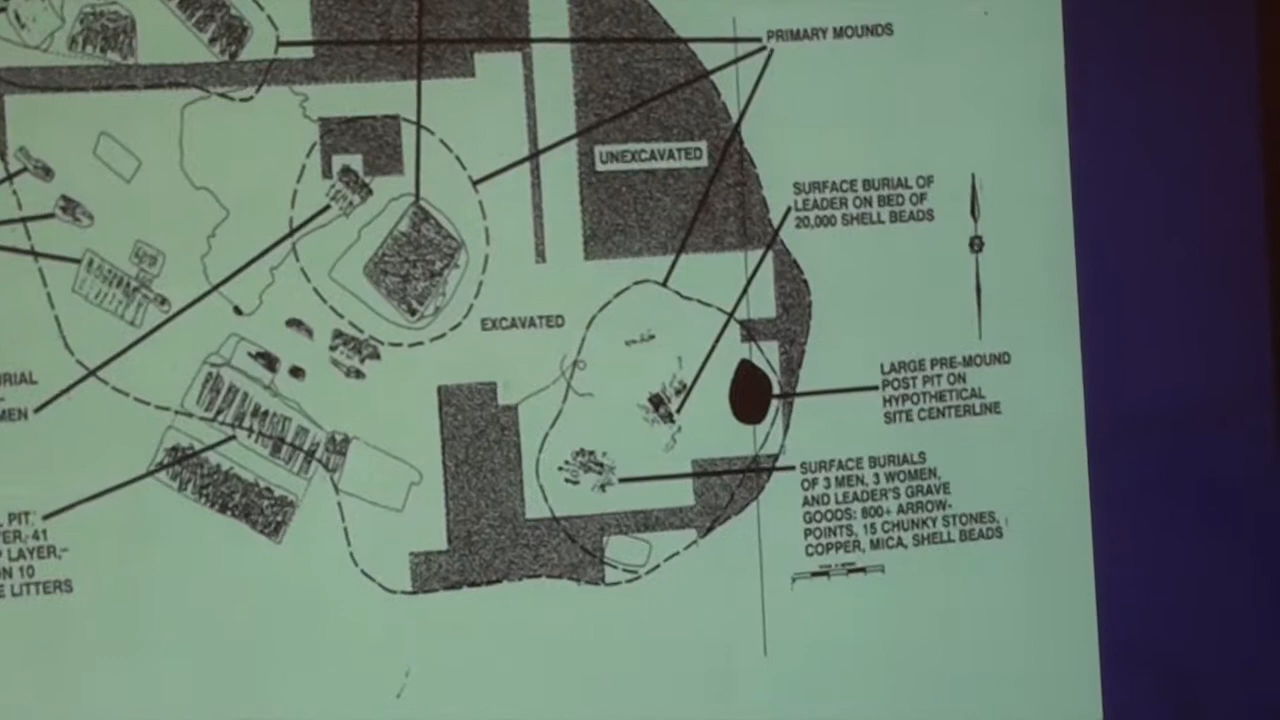 PRIMARY MOUNDS
UNEXCAVATED
SURFACE BURIAL OF
LEADER ON BED OF
20,000 SHELL BEADS
EXCAVATED
LARGE PRE-MOUND
POST PIT ON
HYPOTHETICAL
SITE CENTERLINE
URIAL
MEN
SURFACE BURIALS
OF 3 MEN, 3 WOMEN,
AND LEADER'S GRAVE
GOODS: 800+ ARROW-
POINTS, 15 CHUNKY STONES,
COPPER, MICA, SHELL BEADS
L PIT:
ER, 41
P LAYER,
ON 10
E LITTERS